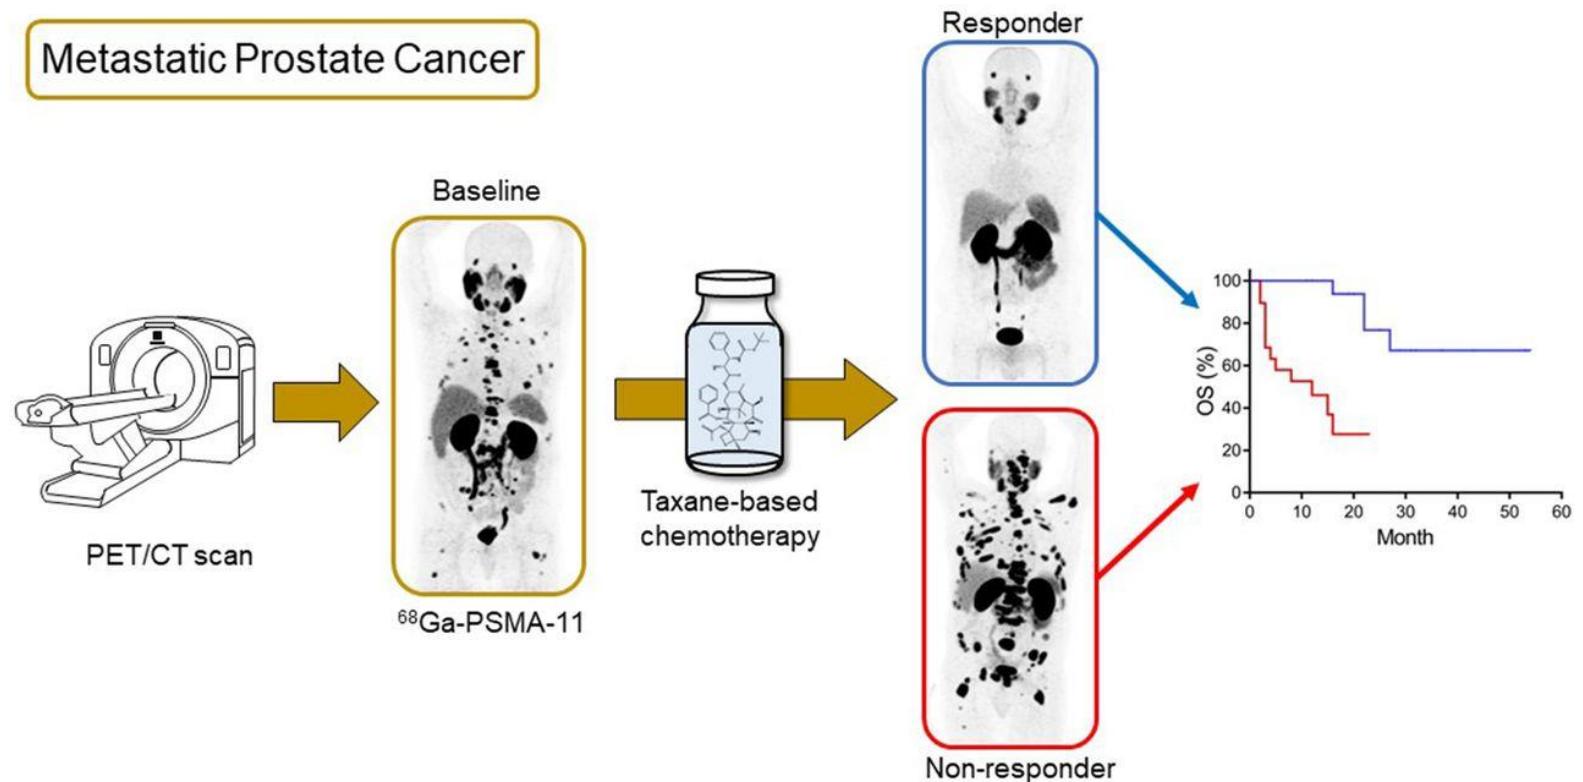 Metastatic Prostate Cancer
PET/CT scan
Baseline
⁶⁸Ga-PSMA-11
Taxane-based
chemotherapy
Responder
Non-responder
OS (%)
100
80
60
40
20
0
0 10 20 30 40 50 60
Month